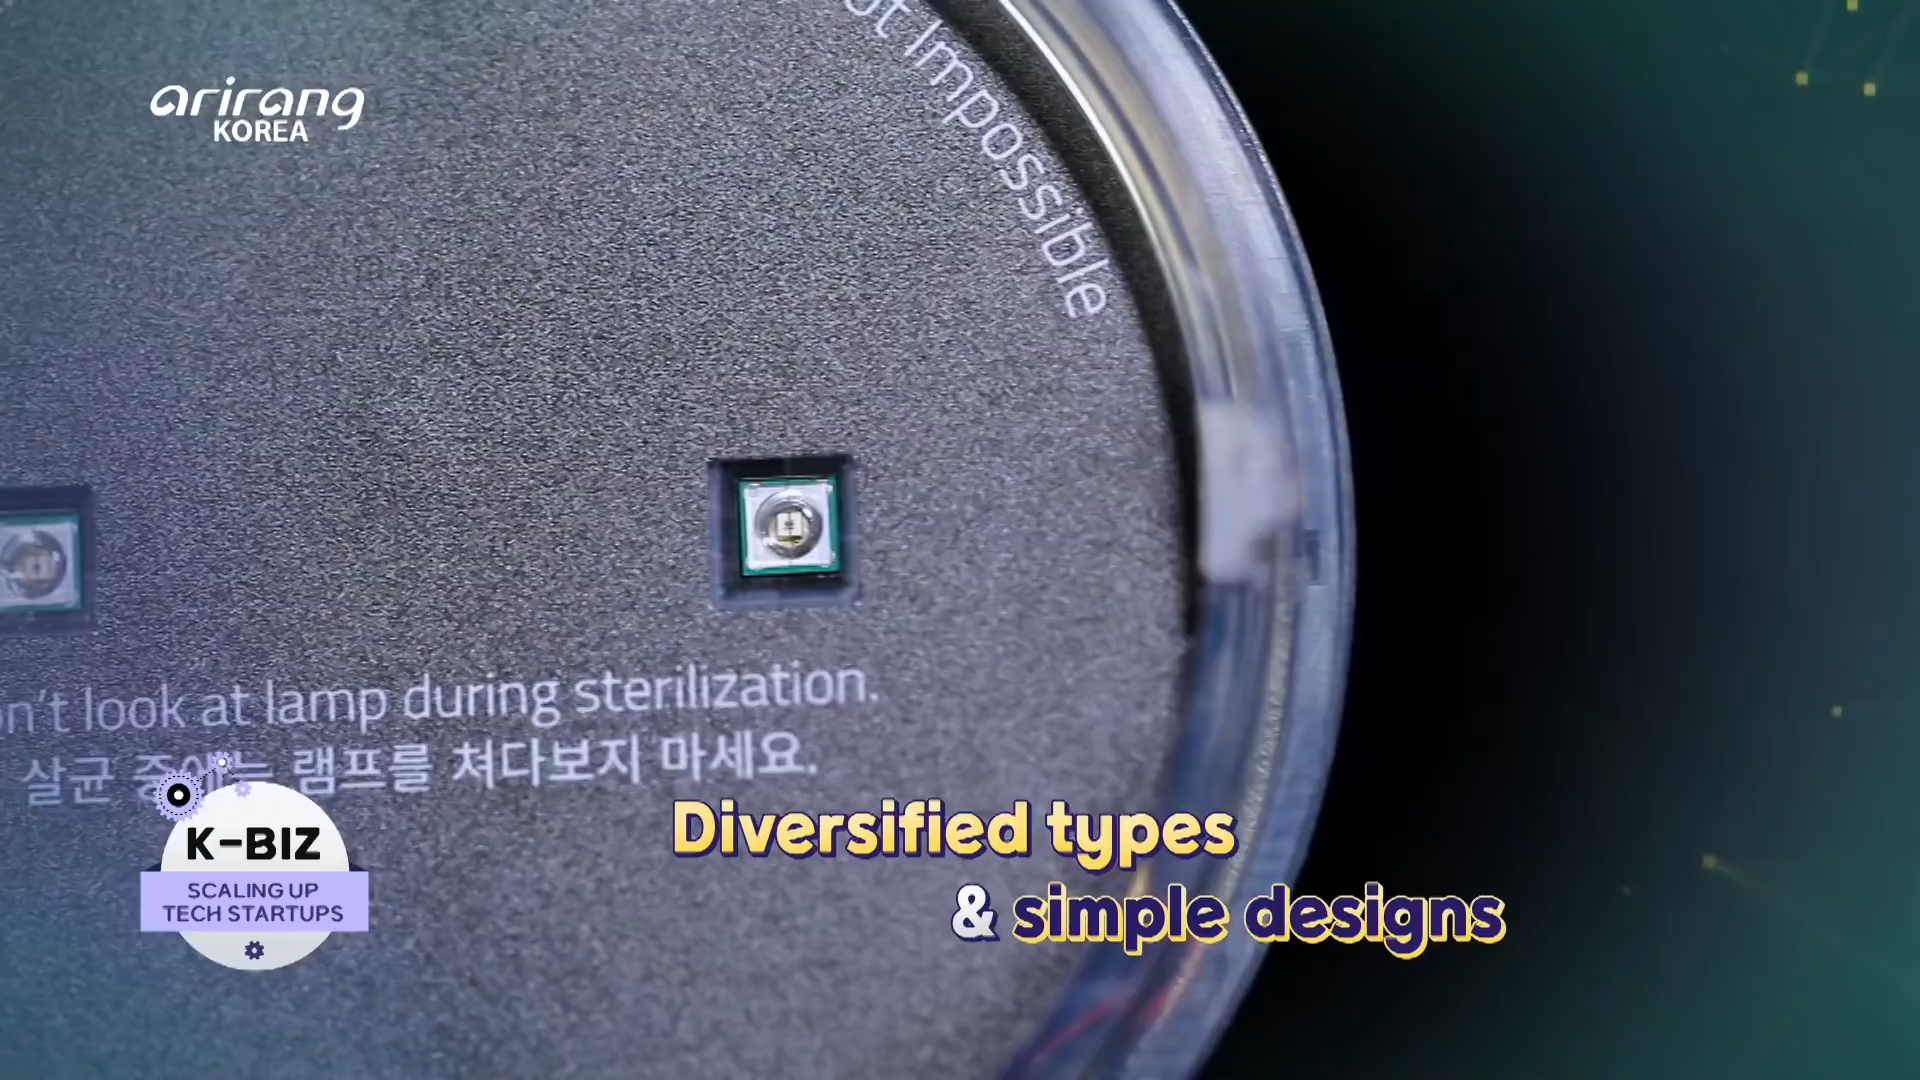 arirang
KOREA
Impossible
look at lamp during sterilization.
살균 중에는 램프를 쳐다보지 마세요.
K-BIZ
SCALING UP
TECH STARTUPS
Diversified types
& simple designs